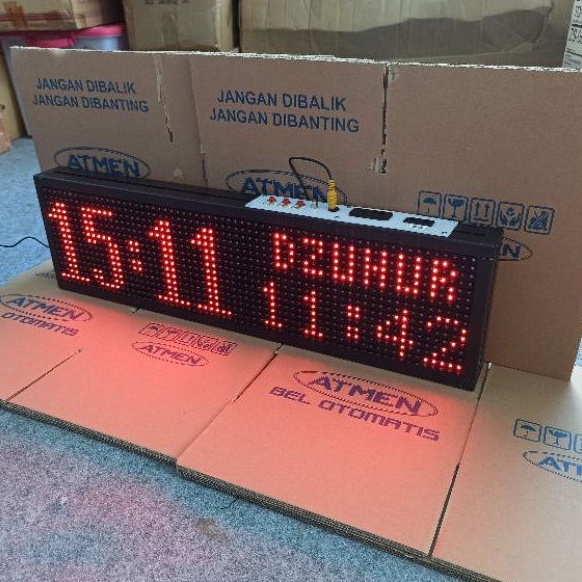 JANGAN DIBALIK
JANGAN DIBANTING
ATMEN
JANGAN DIBALIK
JANGAN DIBANTING
ATMEN
15:11
DZUHUR
11:42
ATMEN
OTOMATIS
ATMEN
ATMEN
BEL OTOMATIS